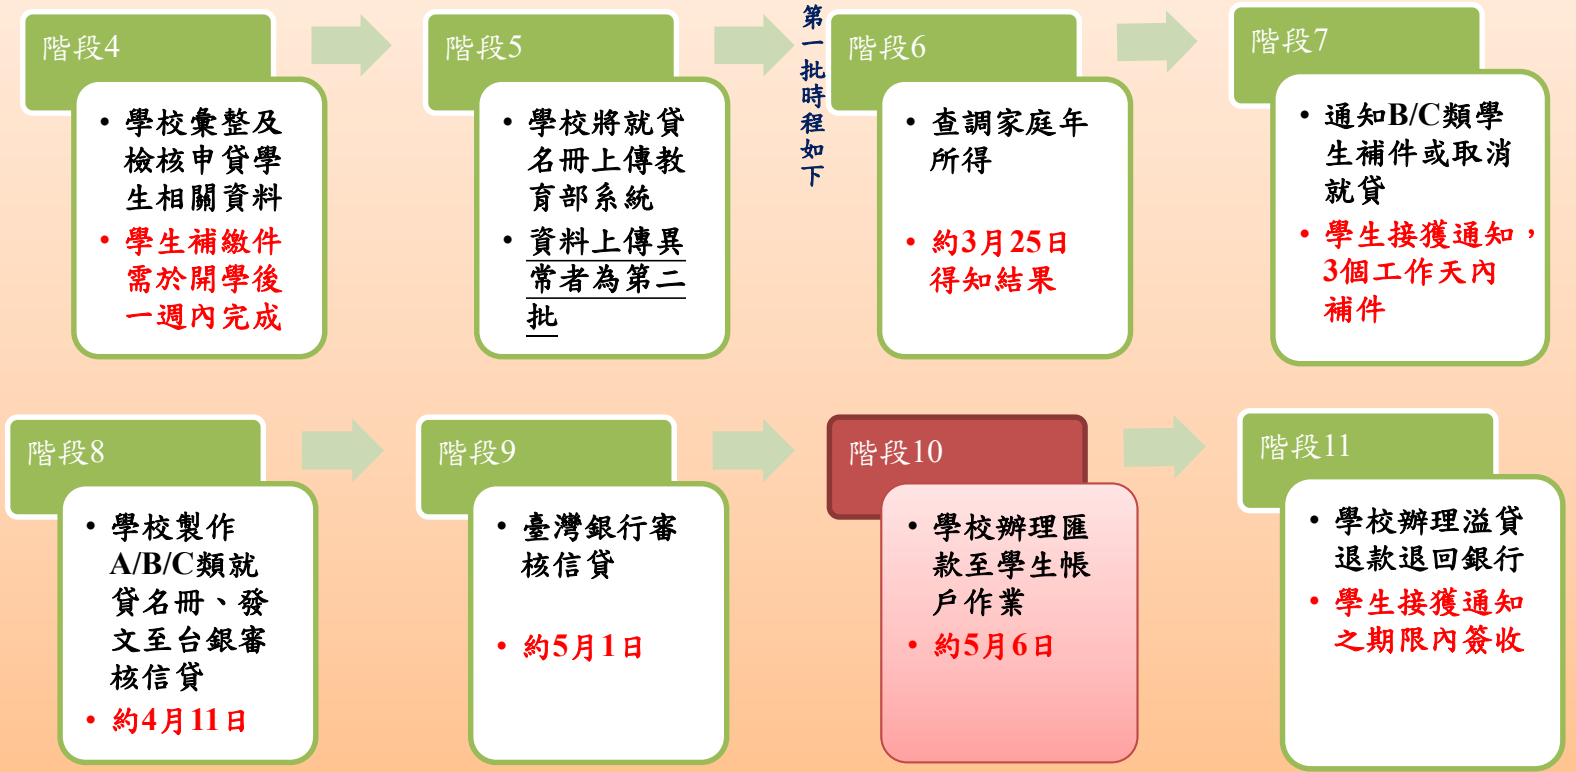 階段4
• 學校彙整及
檢核申貸學
生相關資料
• 學生補繳件
需於開學後
一週內完成
階段5
• 學校將就貸
名冊上傳教
育部系統
• 資料上傳異
常者為第二
批
第一批時程如下
階段6
• 查調家庭年
所得
• 約3月25日
得知結果
階段7
• 通知B/C類學
生補件或取消
就貸
• 學生接獲通知，
3個工作天內
補件
階段8
• 學校製作
A/B/C類就
貸名冊、發
文至台銀審
核信貸
• 約4月11日
階段9
• 臺灣銀行審
核信貸
• 約5月1日
階段10
• 學校辦理匯
款至學生帳
戶作業
• 約5月6日
階段11
• 學校辦理溢貸
退款退回銀行
• 學生接獲通知
之期限內簽收